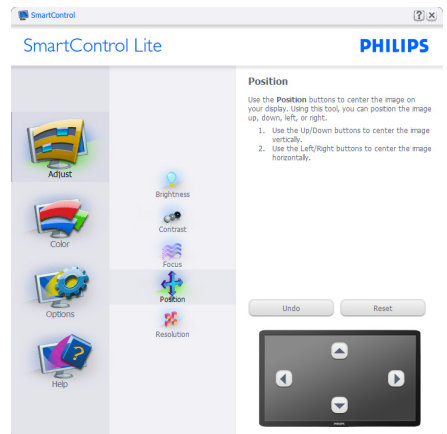 SmartControl
SmartControl Lite
PHILIPS
Adjust
Color
Options
Help
Brightness
Contrast
Focus
Position
Resolution
Position
Use the Position buttons to center the image on
your display. Using this tool, you can position the image
up, down, left, or right.
1. Use the Up/Down buttons to center the image
vertically.
2. Use the Left/Right buttons to center the image
horizontally.
Undo
Reset
PHILIPS